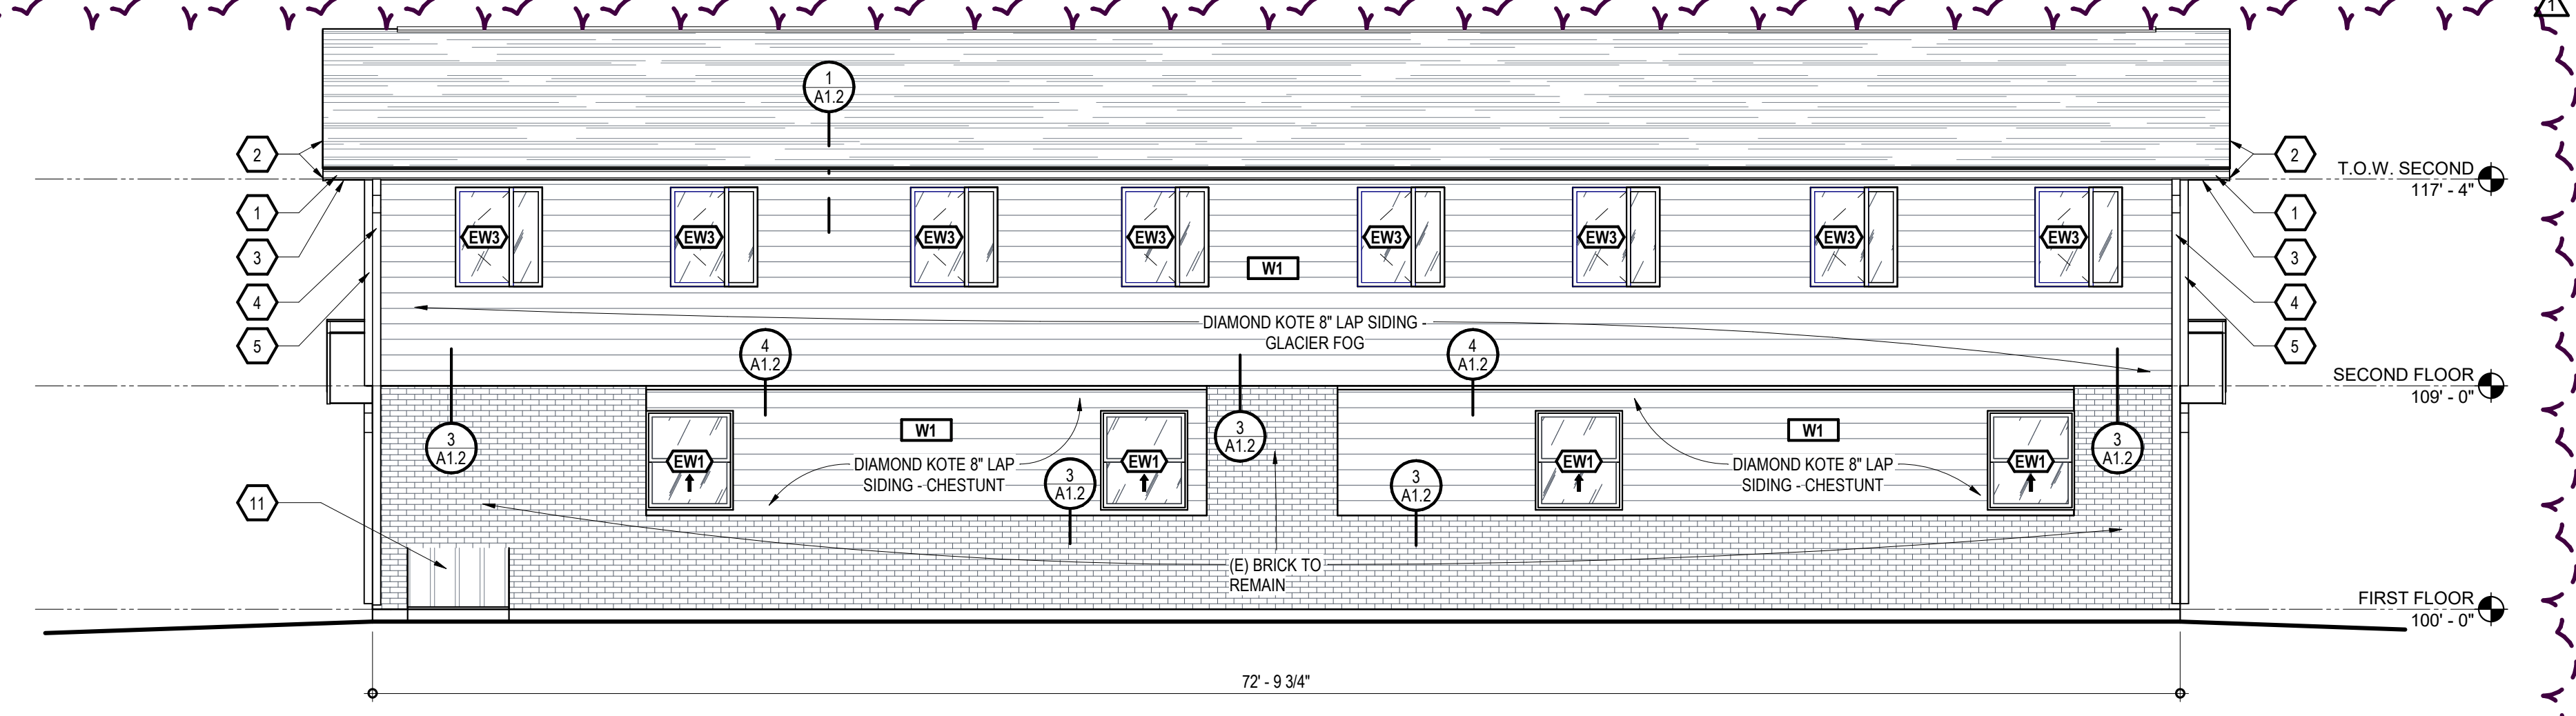 1
1
A1.2
2
2
T.O.W. SECOND
117' - 4"
1
1
EW3
EW3
EW3
EW3
EW3
EW3
EW3
EW3
3
3
W1
4
4
DIAMOND KOTE 8" LAP SIDING -
GLACIER FOG
5
5
4
A1.2
4
A1.2
SECOND FLOOR
109' - 0"
3
A1.2
3
A1.2
3
A1.2
W1
W1
EW1
EW1
EW1
EW1
DIAMOND KOTE 8" LAP
SIDING - CHESTUNT
DIAMOND KOTE 8" LAP
SIDING - CHESTUNT
3
A1.2
3
A1.2
11
(E) BRICK TO
REMAIN
FIRST FLOOR
100' - 0"
72' - 9 3/4"